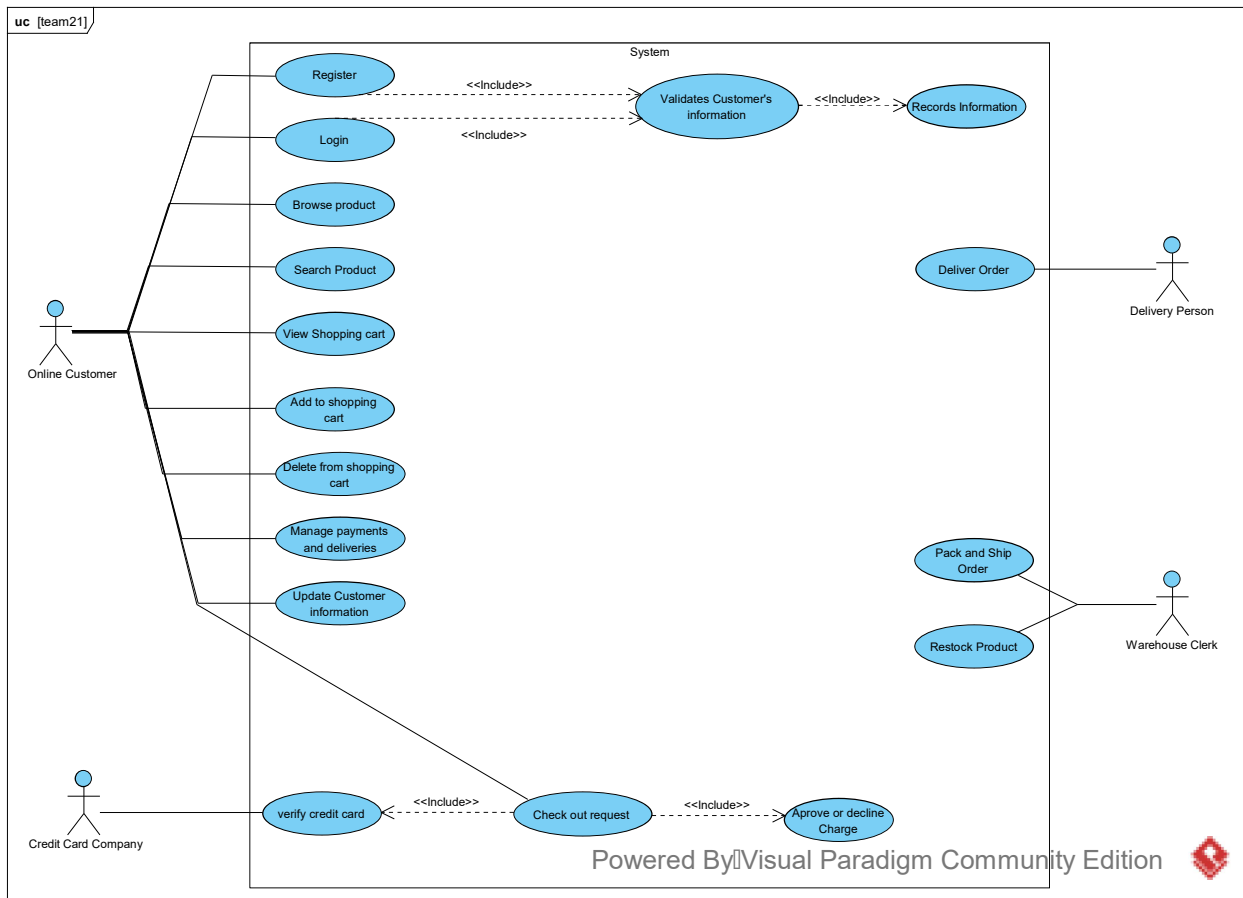 uc [team21]
System
Register
<<Include>>
Validates Customer's
information
<<Include>>
Records Information
Login
<<Include>>
Browse product
Search Product
Deliver Order
Delivery Person
View Shopping cart
Online Customer
Add to shopping
cart
Delete from shopping
cart
Manage payments
and deliveries
Pack and Ship
Order
Update Customer
information
Restock Product
Warehouse Clerk
verify credit card
<<Include>>
Check out request
<<Include>>
Aprove or decline
Charge
Credit Card Company
Powered By Visual Paradigm Community Edition